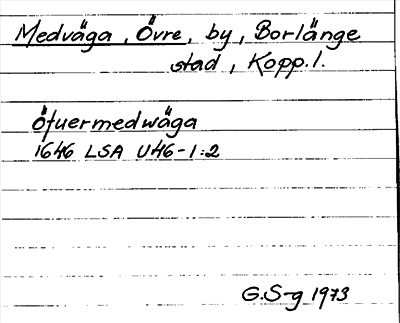 Medväga, Övre, by, Borlänge
stad, Kopp.l.
öfuermedwäga
1646 LSA U46-1:2
G.S-g 1973